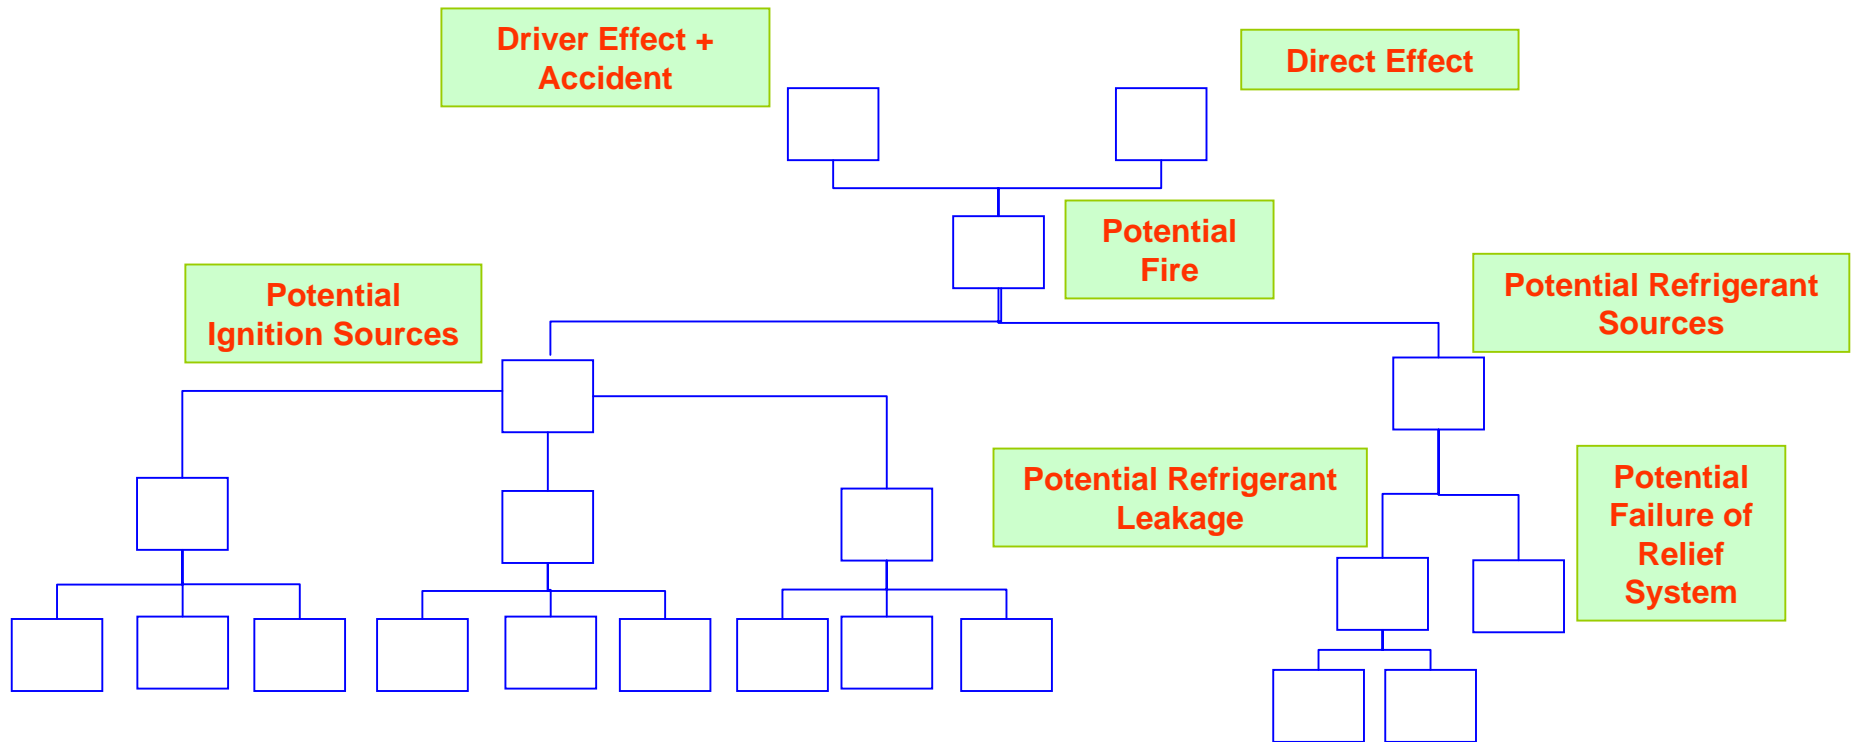 Driver Effect +
Accident
Direct Effect
Potential
Fire
Potential
Ignition Sources
Potential Refrigerant
Sources
Potential Refrigerant
Leakage
Potential
Failure of
Relief
System